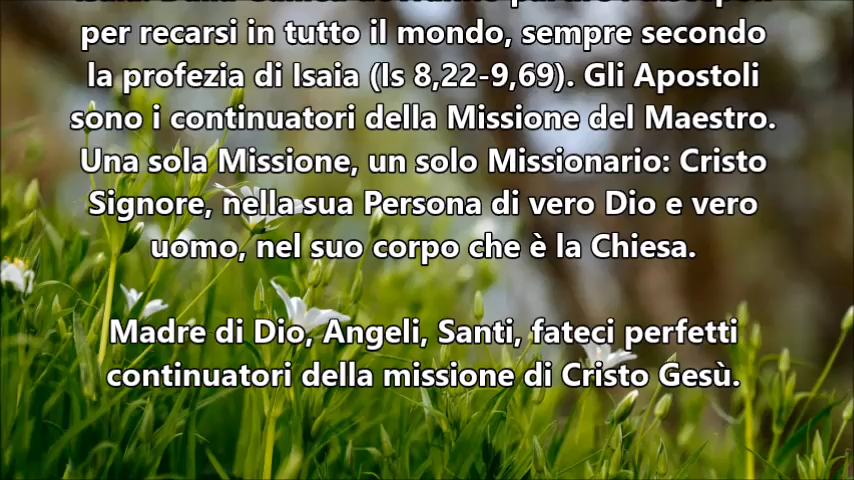 per recarsi in tutto il mondo, sempre secondo
la profezia di Isaia (Is 8,22-9,69). Gli Apostoli
sono i continuatori della Missione del Maestro.
Una sola Missione, un solo Missionario: Cristo
Signore, nella sua Persona di vero Dio e vero
uomo, nel suo corpo che è la Chiesa.
Madre di Dio, Angeli, Santi, fateci perfetti
continuatori della missione di Cristo Gesù.